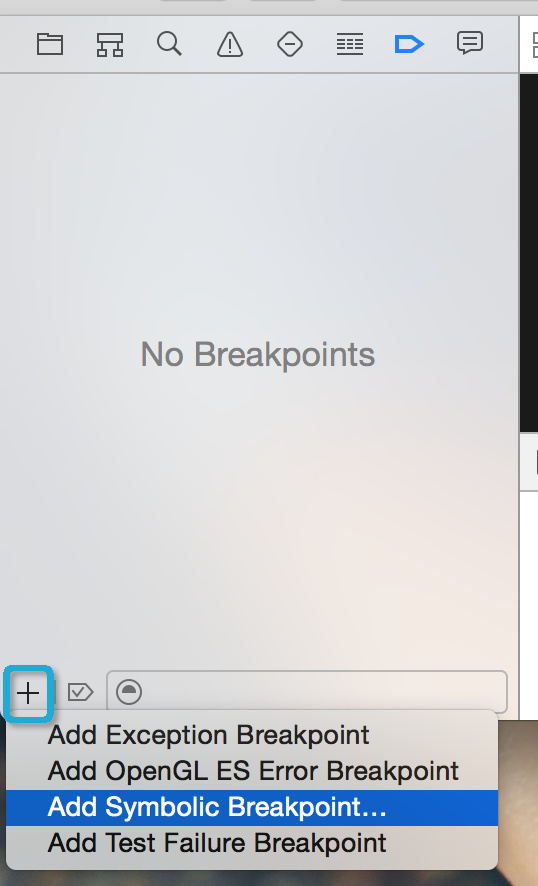 No Breakpoints
Add Exception Breakpoint
Add OpenGL ES Error Breakpoint
Add Symbolic Breakpoint...
Add Test Failure Breakpoint